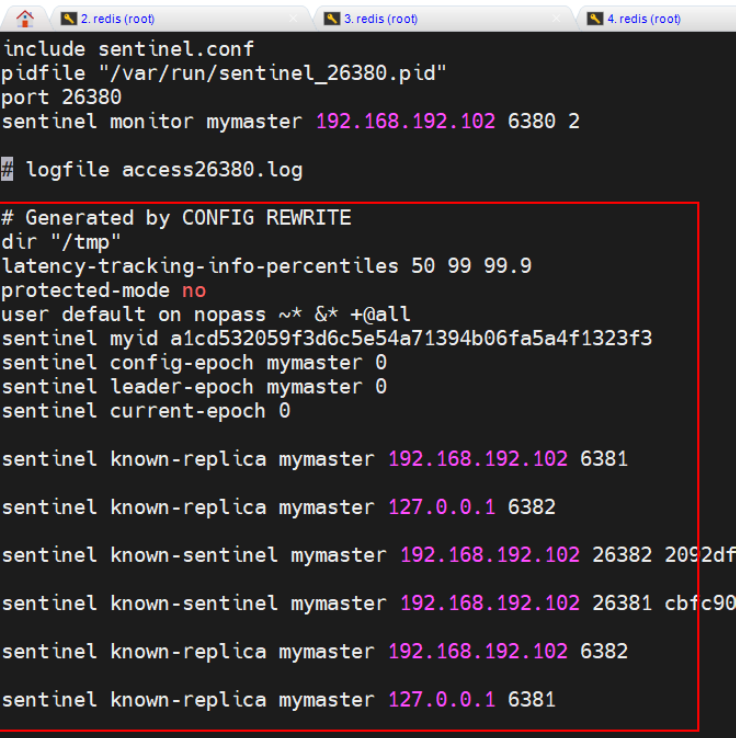 2. redis (root)
3. redis (root)
4. redis (root)
include sentinel.conf
pidfile "/var/run/sentinel_26380.pid"
port 26380
sentinel monitor mymaster 192.168.192.102 6380 2
# logfile access26380.log
# Generated by CONFIG REWRITE
dir "/tmp"
latency-tracking-info-percentiles 50 99 99.9
protected-mode no
user default on nopass ~* &* +@all
sentinel myid a1cd532059f3d6c5e54a71394b06fa5a4f1323f3
sentinel config-epoch mymaster 0
sentinel leader-epoch mymaster 0
sentinel current-epoch 0
sentinel known-replica mymaster 192.168.192.102 6381
sentinel known-replica mymaster 127.0.0.1 6382
sentinel known-sentinel mymaster 192.168.192.102 26382 2092df
sentinel known-sentinel mymaster 192.168.192.102 26381 cbfc90
sentinel known-replica mymaster 192.168.192.102 6382
sentinel known-replica mymaster 127.0.0.1 6381